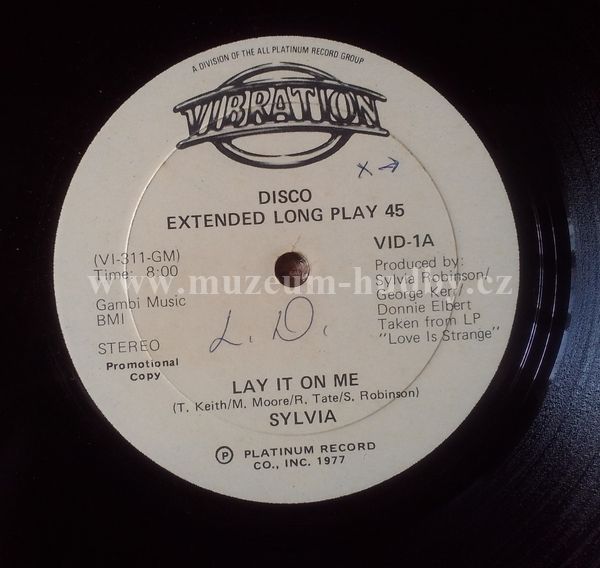 A DIVISION OF THE ALL PLATINUM RECORD GROUP
VIBRATION
X →
DISCO
EXTENDED LONG PLAY 45
(VI-311-GM)
Time: 8:00
Gambi Music
BMI
STEREO
Promotional
Copy
VID-1A
Produced by:
Sylvia Robinson/
George Kerr
Donnie Elbert
Taken from LP
"Love Is Strange"
www.muzeum-hudby.cz
L. D.
LAY IT ON ME
(T. Keith/M. Moore/R. Tate/S. Robinson)
SYLVIA
Ⓟ PLATINUM RECORD
CO., INC. 1977